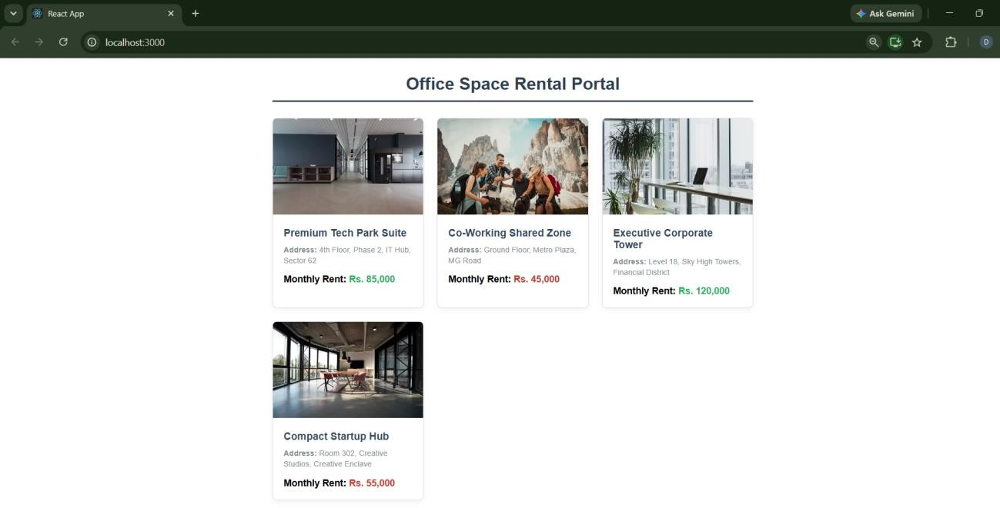 React App
Ask Gemini
localhost:3000
D
Office Space Rental Portal
Premium Tech Park Suite
Address: 4th Floor, Phase 2, IT Hub,
Sector 62
Monthly Rent: Rs. 85,000
Co-Working Shared Zone
Address: Ground Floor, Metro Plaza,
MG Road
Monthly Rent: Rs. 45,000
Executive Corporate
Tower
Address: Level 18, Sky High Towers,
Financial District
Monthly Rent: Rs. 120,000
Compact Startup Hub
Address: Room 302, Creative
Studios, Creative Enclave
Monthly Rent: Rs. 55,000